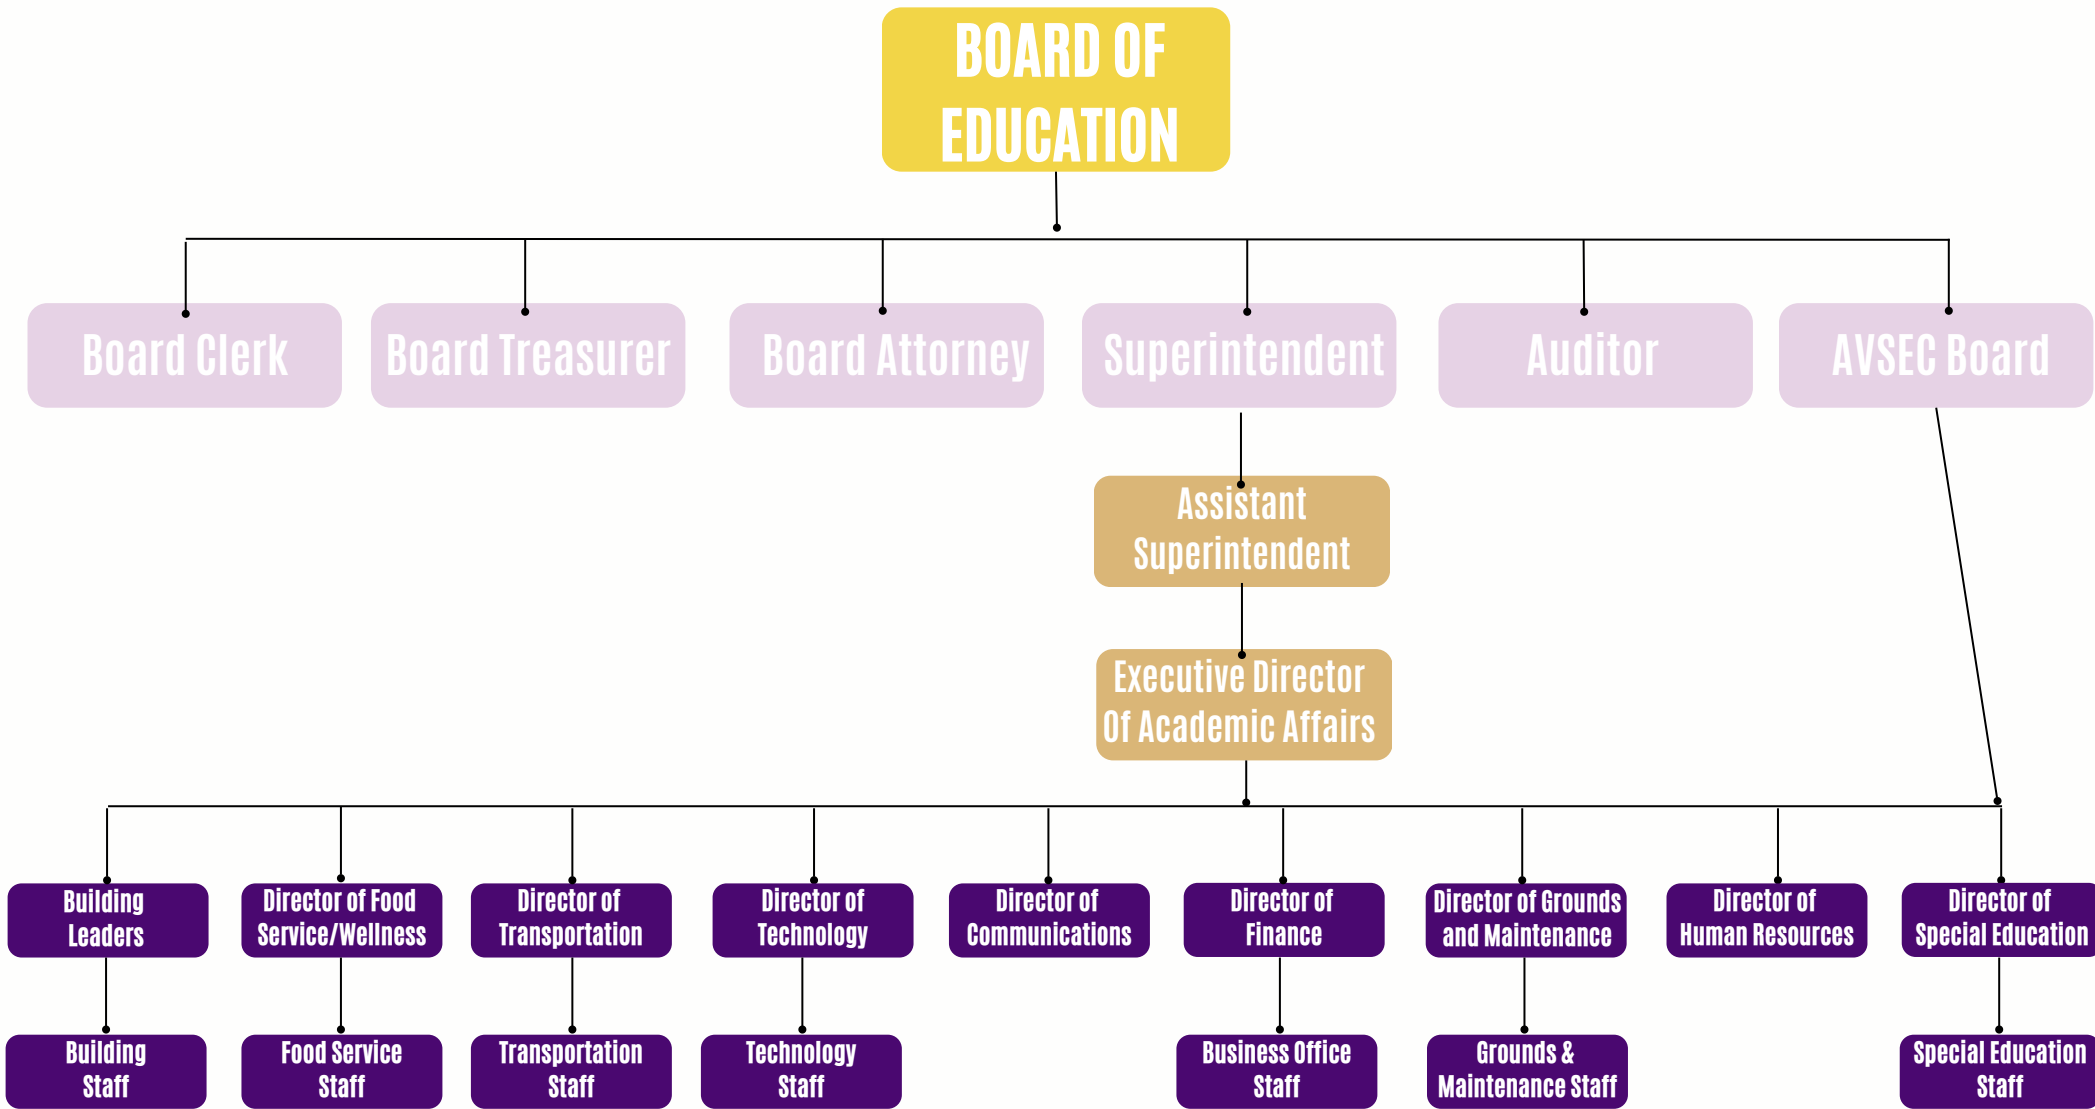 BOARD OF
EDUCATION
Board Clerk
Board Treasurer
Board Attorney
Superintendent
Auditor
AVSEC Board
Assistant
Superintendent
Executive Director
Of Academic Affairs
Building
Leaders
Director of Food
Service/Wellness
Director of
Transportation
Director of
Technology
Director of
Communications
Director of
Finance
Director of Grounds
and Maintenance
Director of
Human Resources
Director of
Special Education
Building
Staff
Food Service
Staff
Transportation
Staff
Technology
Staff
Business Office
Staff
Grounds &
Maintenance Staff
Special Education
Staff